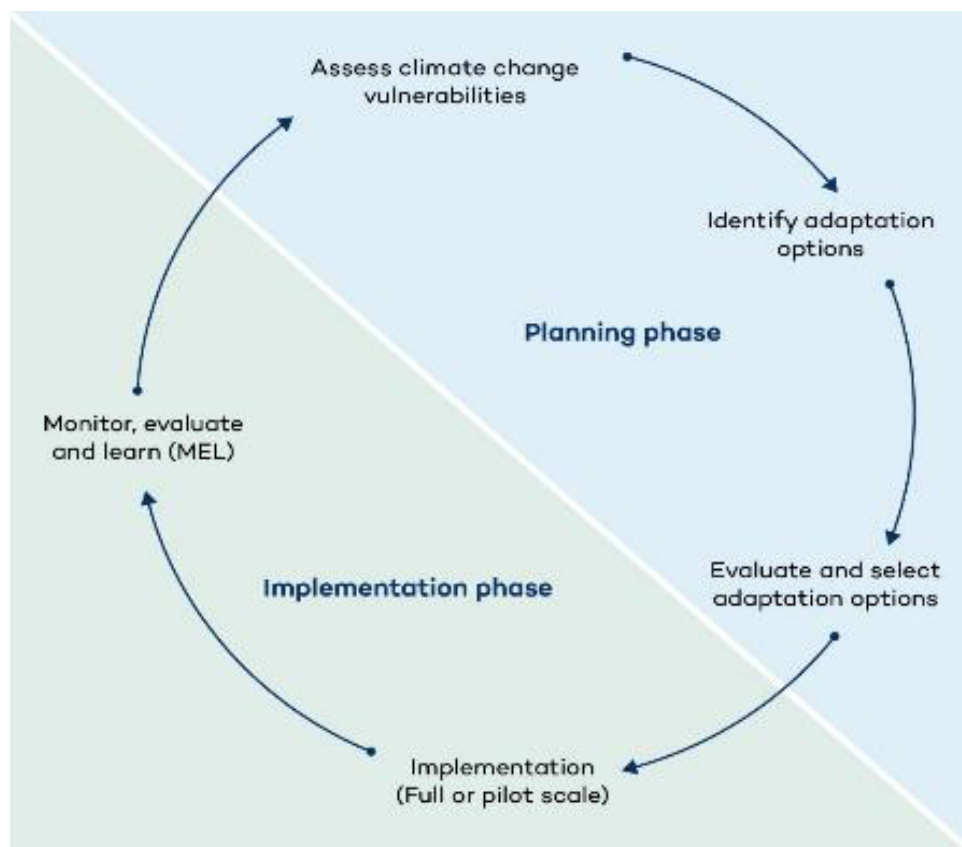 Assess climate change
vulnerabilities
Identify adaptation
options
Planning phase
Monitor, evaluate
and learn (MEL)
Evaluate and select
adaptation options
Implementation phase
Implementation
(Full or pilot scale)